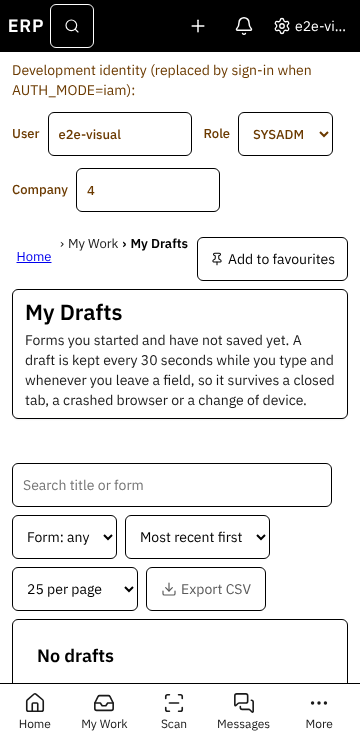 ERP
e2e-vi...
Development identity (replaced by sign-in when
AUTH_MODE=iam):
User e2e-visual Role SYSADM
Company 4
Home › My Work › My Drafts
Add to favourites
My Drafts
Forms you started and have not saved yet. A
draft is kept every 30 seconds while you type and
whenever you leave a field, so it survives a closed
tab, a crashed browser or a change of device.
Search title or form
Form: any Most recent first
25 per page Export CSV
No drafts
Home My Work Scan Messages More